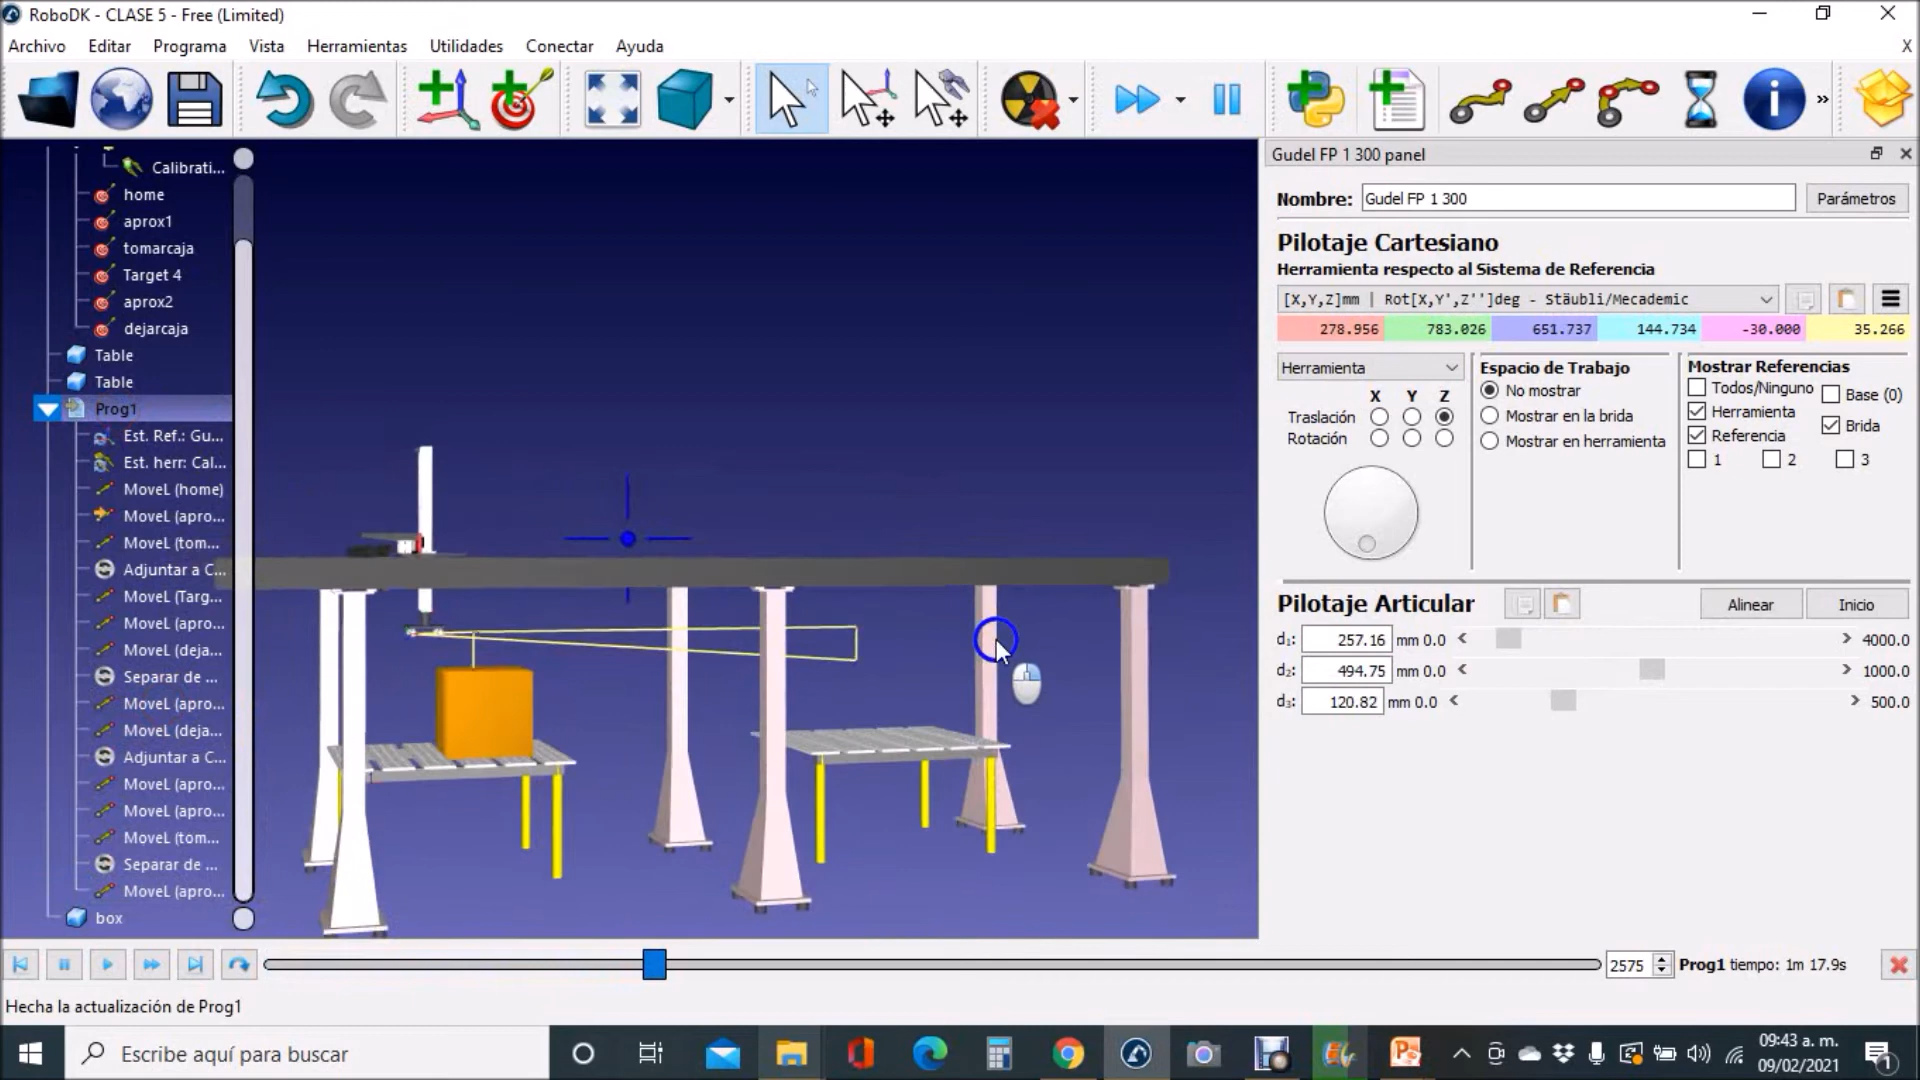 RoboDK - CLASE 5 - Free (Limited)
Archivo Editar Programa Vista Herramientas Utilidades Conectar Ayuda X
Calibrati...
home
aprox1
tomarcaja
Target 4
aprox2
dejarcaja
Table
Table
Prog1
Est. Ref.: Gu...
Est. herr: Cal...
MoveL (home)
MoveL (apro...
MoveL (tom...
Adjuntar a C...
MoveL (Targ...
MoveL (apro...
MoveL (deja...
Separar de ...
MoveL (apro...
MoveL (deja...
Adjuntar a C...
MoveL (apro...
MoveL (apro...
MoveL (tom...
Separar de ...
MoveL (apro...
box
Gudel FP 1 300 panel
Nombre: Gudel FP 1 300 Parámetros
Pilotaje Cartesiano
Herramienta respecto al Sistema de Referencia
[X,Y,Z]mm | Rot[X,Y',Z'']deg - Stäubli/Mecademic
278.956 783.026 651.737 144.734 -30.000 35.266
Herramienta
X Y Z
Traslación
Rotación
Espacio de Trabajo
No mostrar
Mostrar en la brida
Mostrar en herramienta
Mostrar Referencias
Todos/Ninguno Base (0)
Herramienta
Brida
Referencia
1 2 3
Pilotaje Articular Alinear Inicio
d1: 257.16 mm 0.0 < > 4000.0
d2: 494.75 mm 0.0 < > 1000.0
d3: 120.82 mm 0.0 < > 500.0
2575 Prog1 tiempo: 1m 17.9s
Hecha la actualización de Prog1
Escribe aquí para buscar
09:43 a. m.
09/02/2021
1